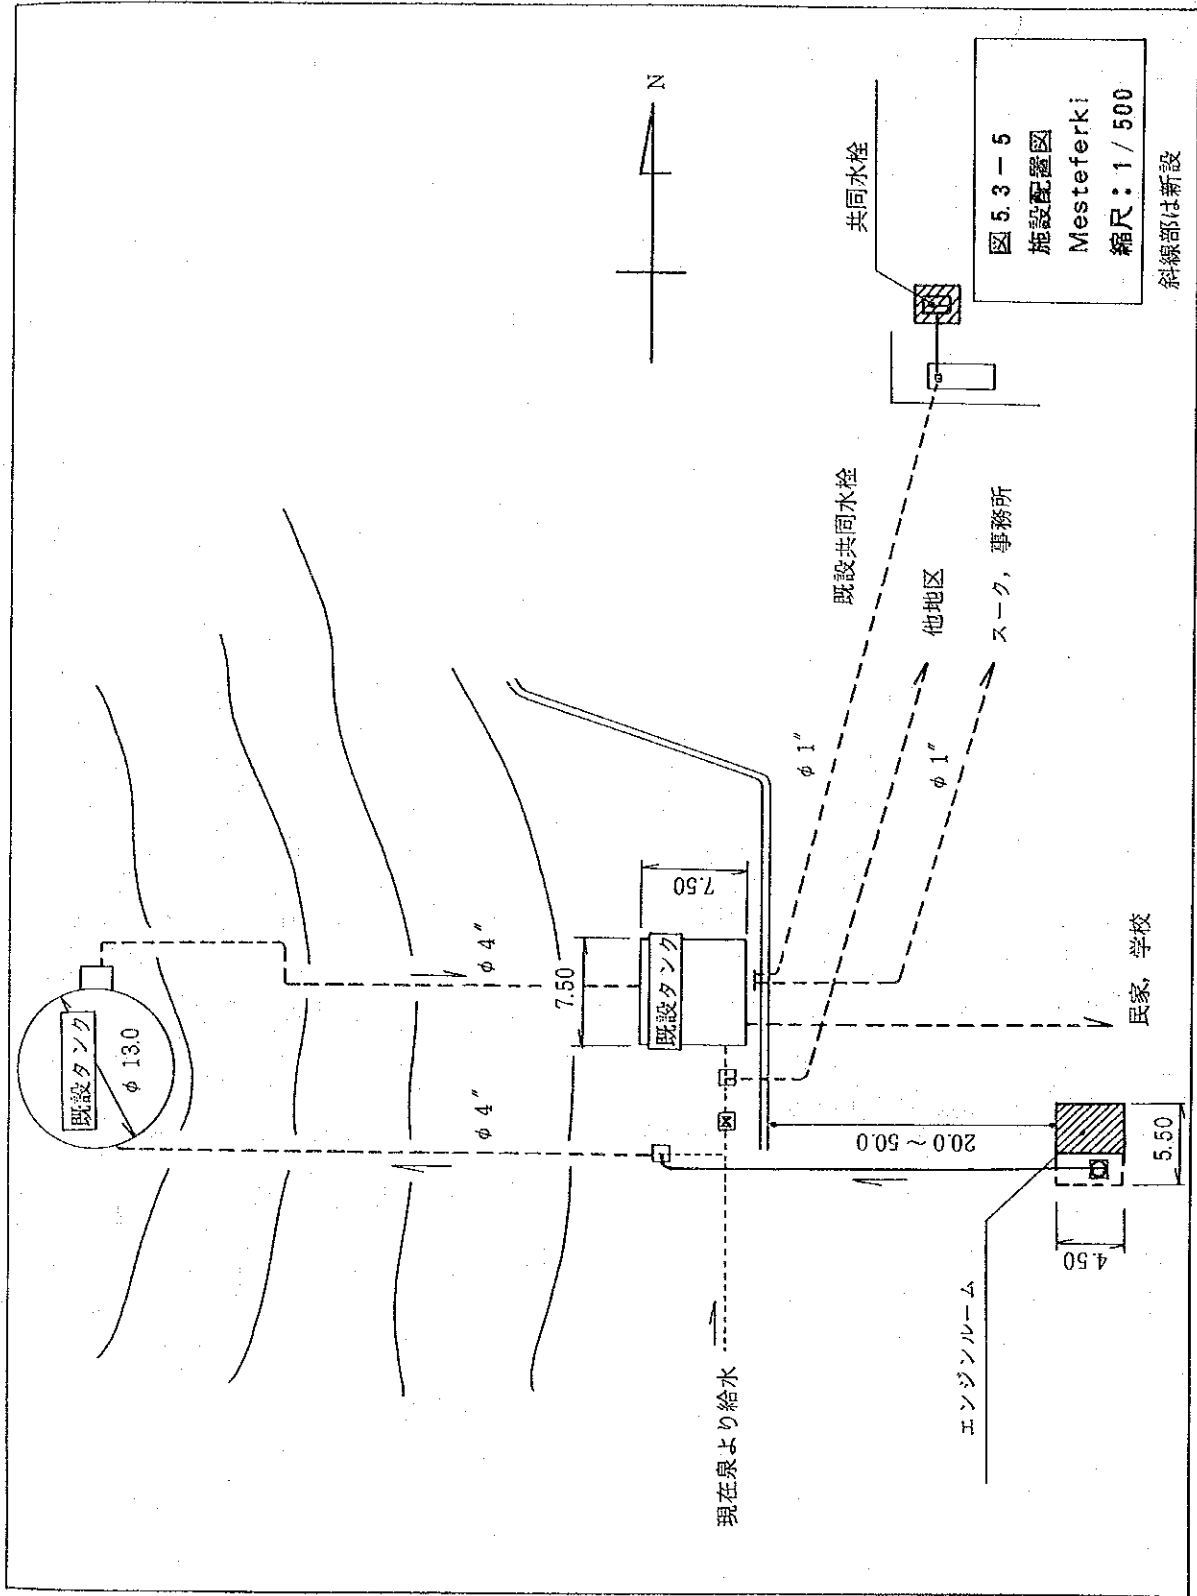 既設タンク
φ 13.0
φ 4″
φ 4″
7.50
7.50
既設タンク
N
共同水栓
既設共同水栓
φ 1″
他地区
φ 1″
スーク, 事務所
民家, 学校
現在泉より給水
20.0 ～ 50.0
エンジンルーム
4.50
5.50
図 5.3 － 5
施設配置図
Mesteferki
縮尺：1 / 500
斜線部は新設